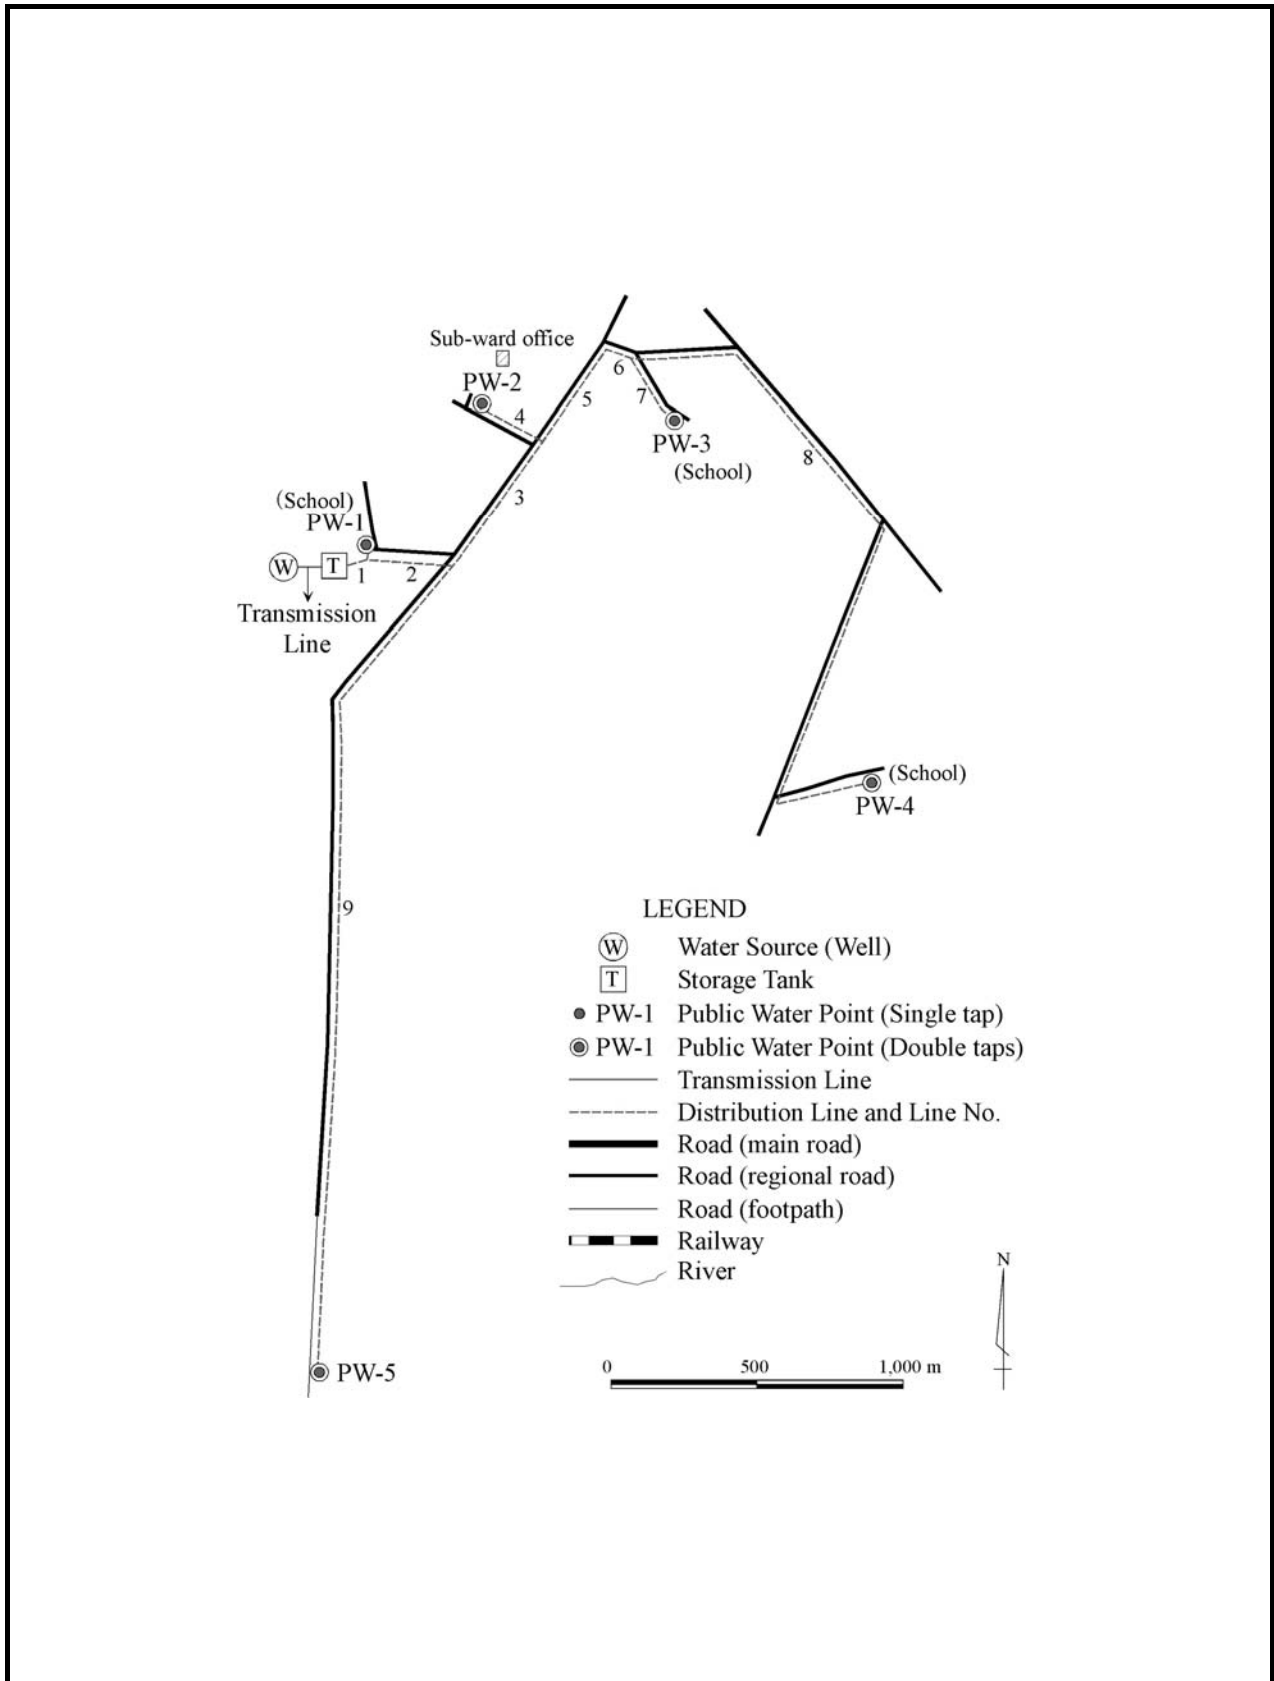 Sub-ward office
PW-2
4
5
6
7
PW-3
(School)
8
3
(School)
PW-1
W
T
1
2
Transmission
Line
(School)
PW-4
9
LEGEND
W Water Source (Well)
T Storage Tank
PW-1 Public Water Point (Single tap)
PW-1 Public Water Point (Double taps)
Transmission Line
Distribution Line and Line No.
Road (main road)
Road (regional road)
Road (footpath)
Railway
River
N
0 500 1,000 m
PW-5